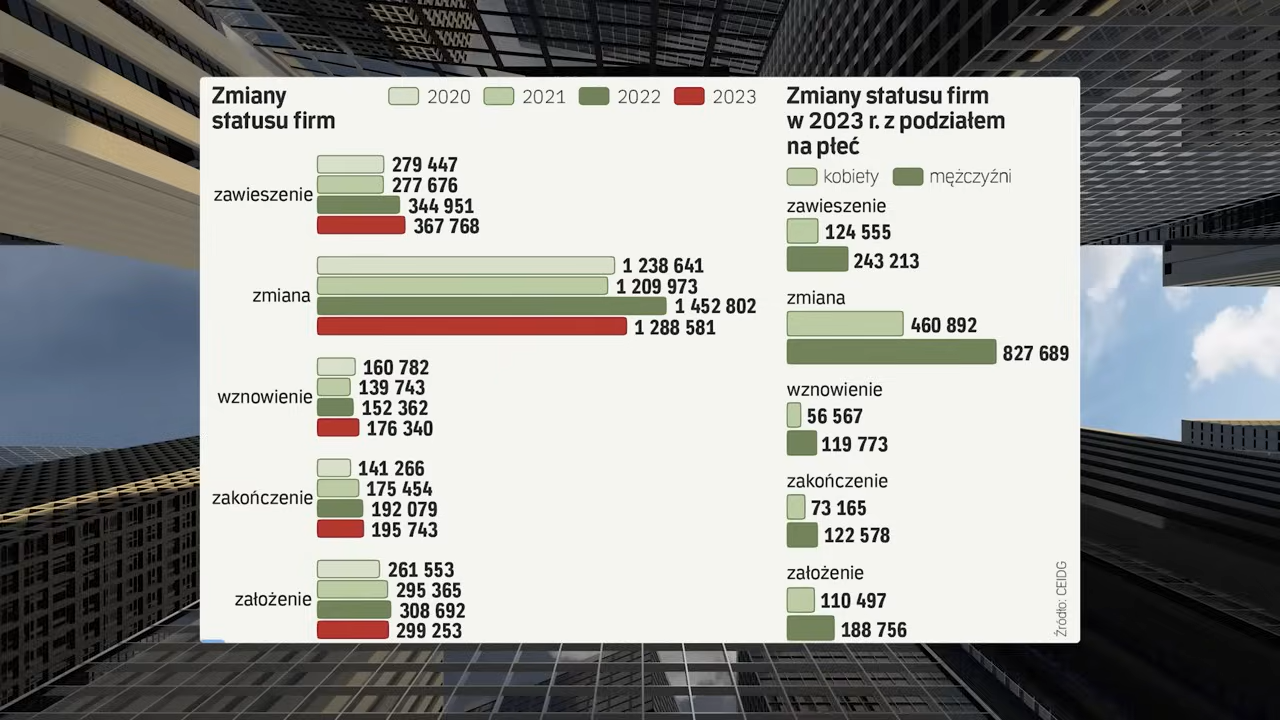 Zmiany
statusu firm
2020 2021 2022 2023
zawieszenie
279 447
277 676
344 951
367 768
zmiana
1 238 641
1 209 973
1 452 802
1 288 581
wznowienie
160 782
139 743
152 362
176 340
zakończenie
141 266
175 454
192 079
195 743
założenie
261 553
295 365
308 692
299 253
Zmiany statusu firm
w 2023 r. z podziałem
na płeć
kobiety mężczyźni
zawieszenie
124 555
243 213
zmiana
460 892
827 689
wznowienie
56 567
119 773
zakończenie
73 165
122 578
założenie
110 497
188 756
Źródło: CEIDG